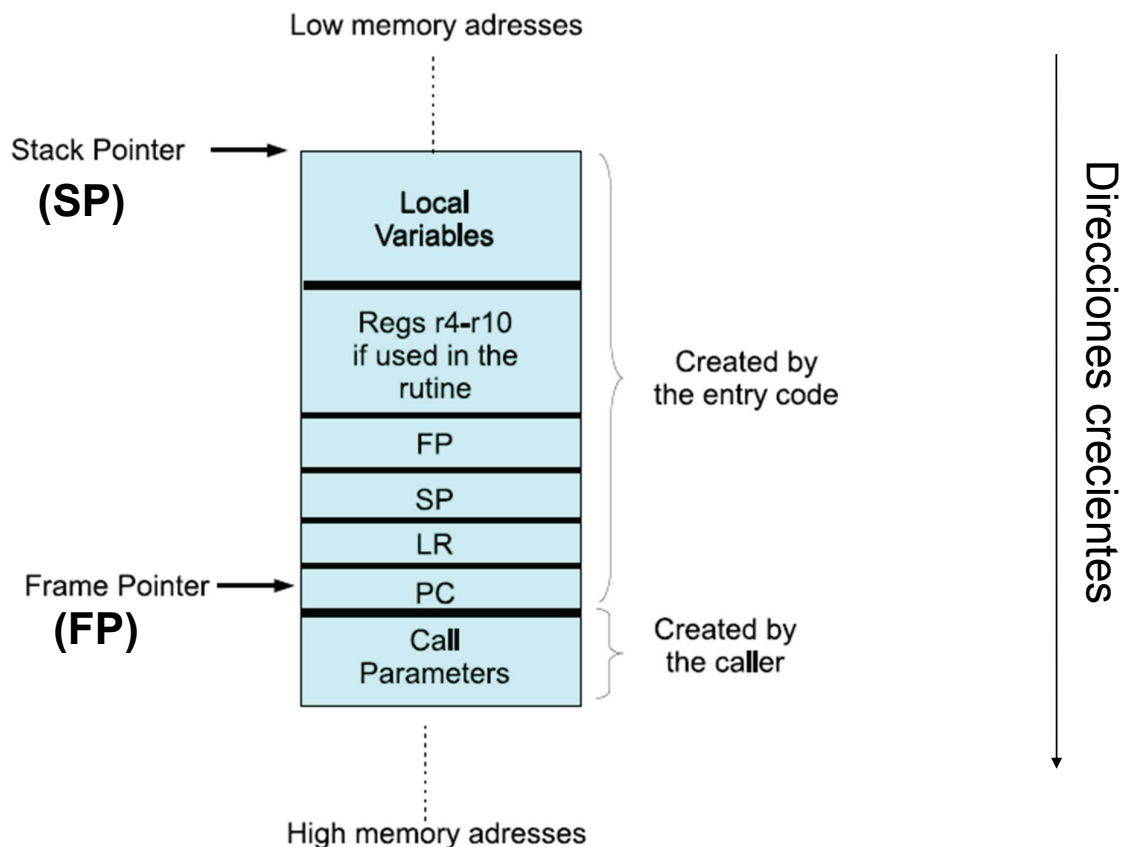 Low memory adresses
Stack Pointer
(SP)
Local
Variables
Regs r4-r10
if used in the
rutine
FP
SP
LR
PC
Created by
the entry code
Frame Pointer
(FP)
Call
Parameters
Created by
the caller
High memory adresses
Direcciones crecientes